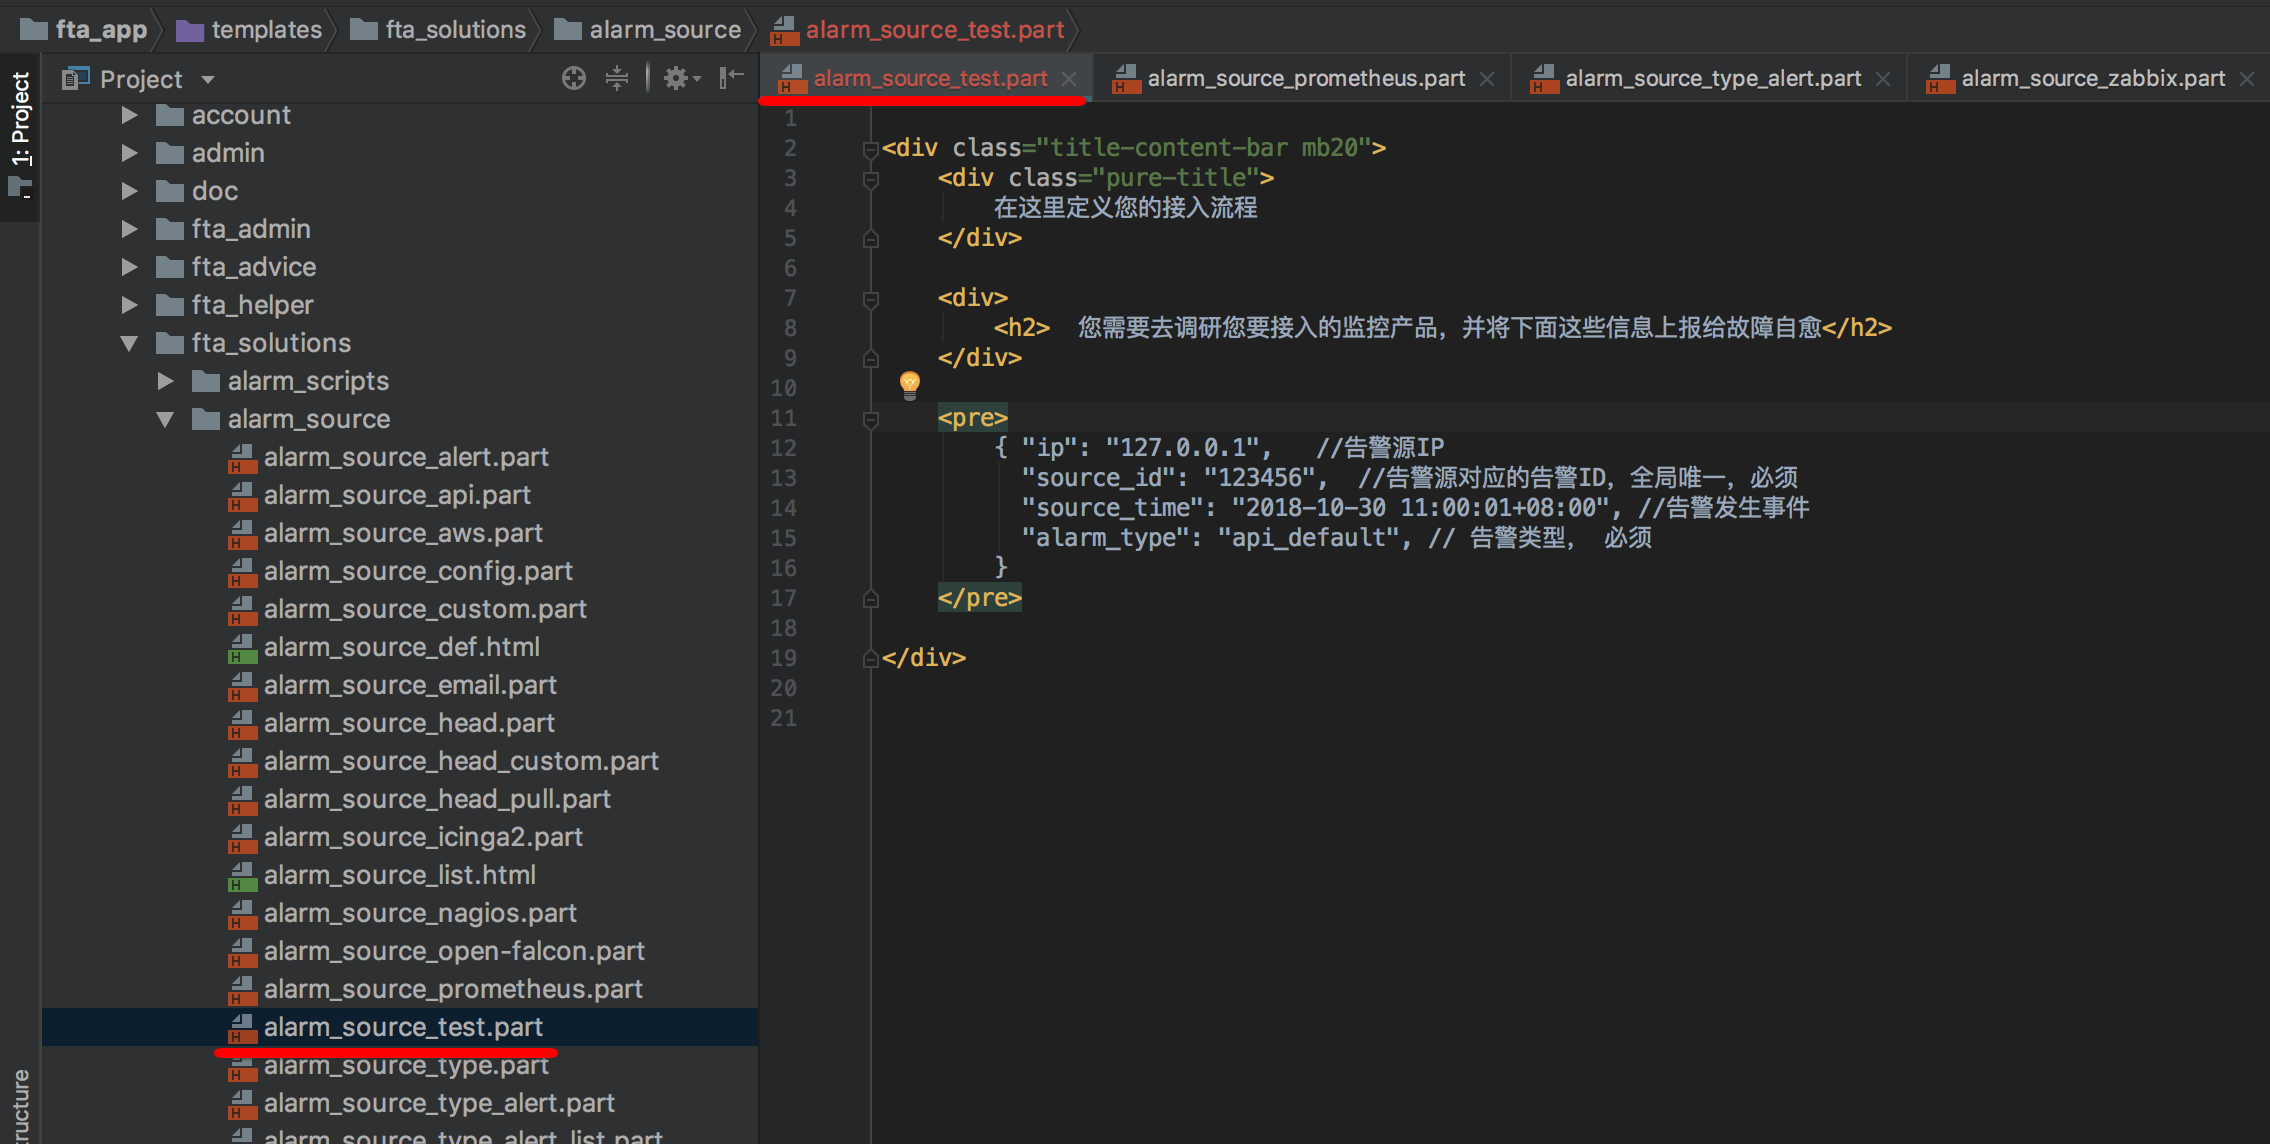 fta_app templates fta_solutions alarm_source alarm_source_test.part
1: Project
Project
alarm_source_test.part alarm_source_prometheus.part alarm_source_type_alert.part alarm_source_zabbix.part
account
admin
doc
fta_admin
fta_advice
fta_helper
fta_solutions
alarm_scripts
alarm_source
alarm_source_alert.part
alarm_source_api.part
alarm_source_aws.part
alarm_source_config.part
alarm_source_custom.part
alarm_source_def.html
alarm_source_email.part
alarm_source_head.part
alarm_source_head_custom.part
alarm_source_head_pull.part
alarm_source_icinga2.part
alarm_source_list.html
alarm_source_nagios.part
alarm_source_open-falcon.part
alarm_source_prometheus.part
alarm_source_test.part
alarm_source_type.part
alarm_source_type_alert.part
alarm_source_type_alert_list.part
ructure
1
2 <div class="title-content-bar mb20">
3 <div class="pure-title">
4 在这里定义您的接入流程
5 </div>
6
7 <div>
8 <h2> 您需要去调研您要接入的监控产品，并将下面这些信息上报给故障自愈</h2>
9 </div>
10
11 <pre>
12 { "ip": "127.0.0.1", //告警源IP
13 "source_id": "123456", //告警源对应的告警ID，全局唯一，必须
14 "source_time": "2018-10-30 11:00:01+08:00", //告警发生事件
15 "alarm_type": "api_default", // 告警类型， 必须
16 }
17 </pre>
18
19 </div>
20
21